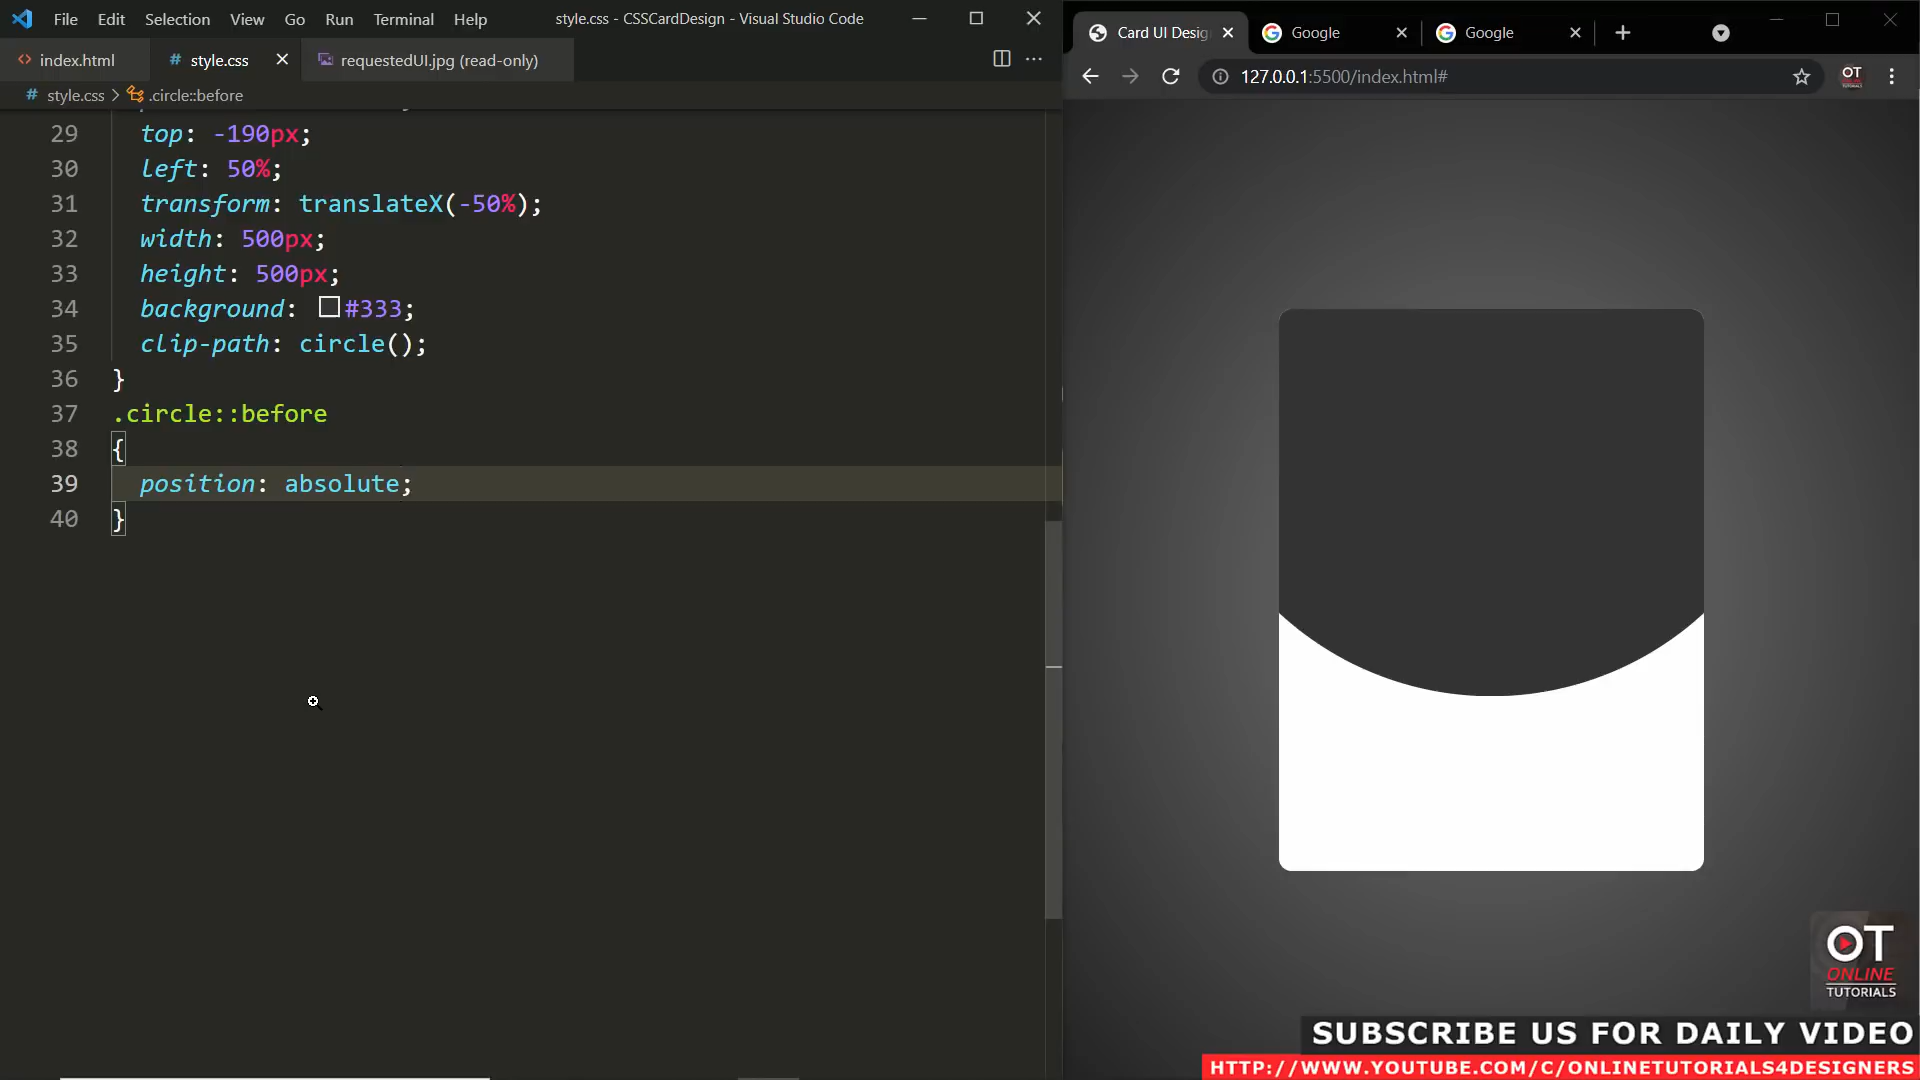 File Edit Selection View Go Run Terminal Help
style.css - CSSCardDesign - Visual Studio Code
index.html
# style.css
requestedUI.jpg (read-only)
# style.css > .circle::before
29 top: -190px;
30 left: 50%;
31 transform: translateX(-50%);
32 width: 500px;
33 height: 500px;
34 background: #333;
35 clip-path: circle();
36 }
37 .circle::before
38 {
39 position: absolute;
40 }
Card UI Desig
Google
Google
127.0.0.1:5500/index.html#
OT
OT
ONLINE
TUTORIALS
SUBSCRIBE US FOR DAILY VIDEO
HTTP://WWW.YOUTUBE.COM/C/ONLINETUTORIALS4DESIGNERS